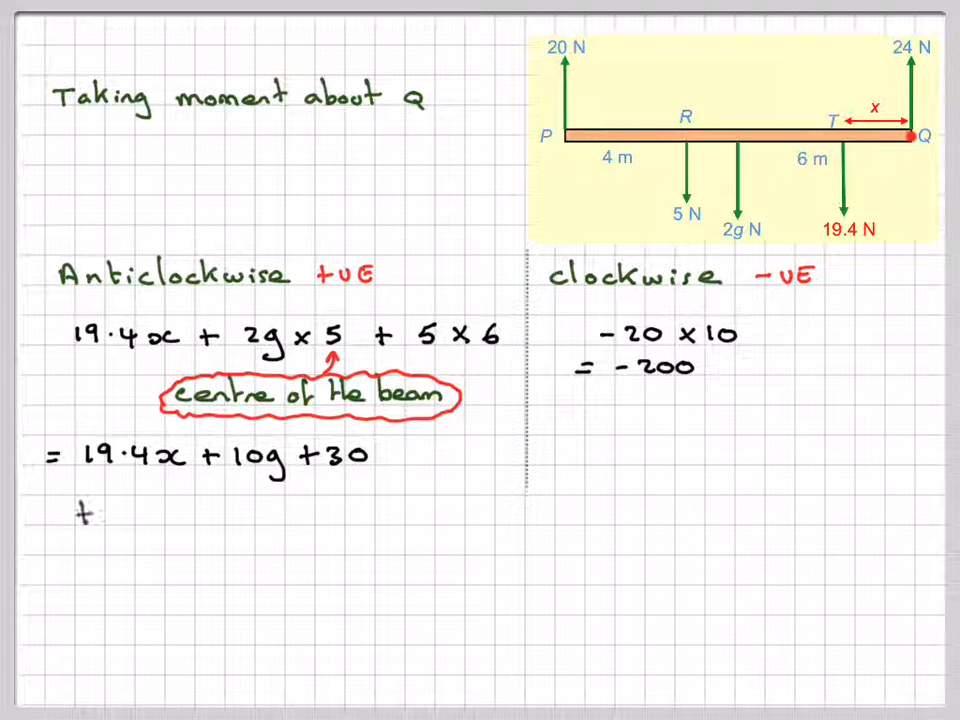 20 N 24 N
Taking moment about Q
R T x
P Q
4 m 6 m
5 N 2g N 19.4 N
Anticlockwise +VE
clockwise -VE
19.4x + 2g × 5 + 5 × 6
-20 × 10
= -200
centre of the beam
= 19.4x + 10g + 30
+